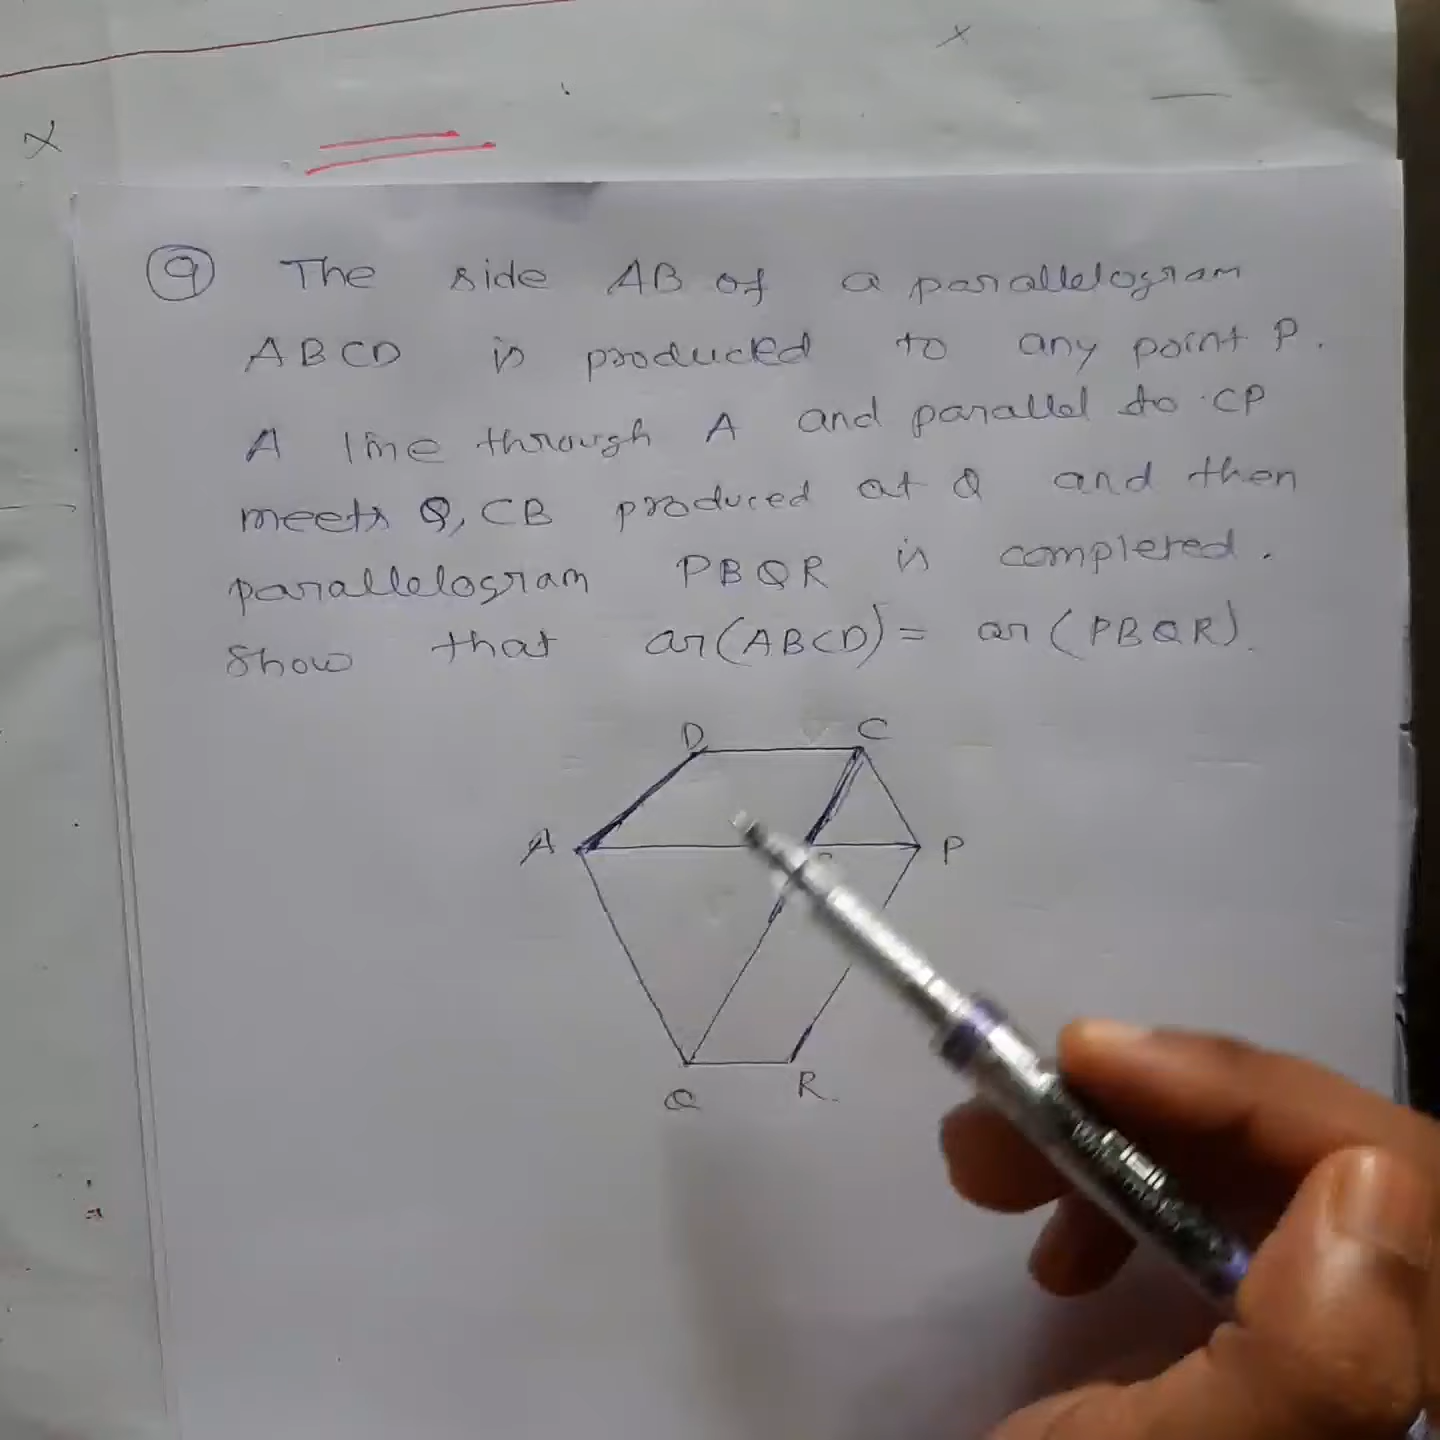 9 The side AB of a parallelogram
ABCD is produced to any point P.
A line through A and parallel to CP
meets Q, CB produced at Q and then
parallelogram PBQR is completed.
Show that ar(ABCD) = ar(PBQR).
D C
A P
Q R